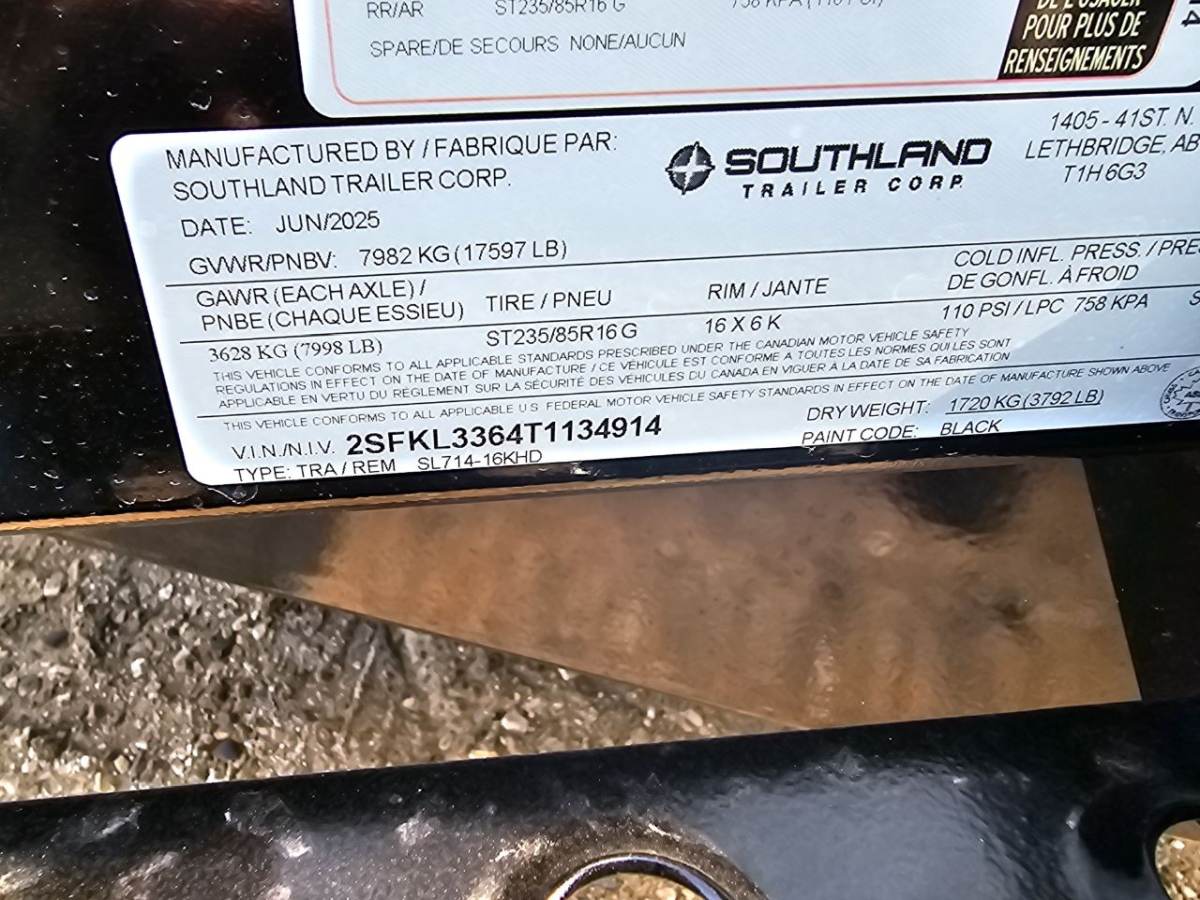 RR/AR ST235/85R16 G 758 KPA (110 PSI)
SPARE/DE SECOURS NONE/AUCUN
DE L'USAGER
POUR PLUS DE
RENSEIGNEMENTS
MANUFACTURED BY / FABRIQUE PAR:
SOUTHLAND TRAILER CORP.
SOUTHLAND
TRAILER CORP.
1405 - 41ST. N.
LETHBRIDGE, AB
T1H 6G3
DATE: JUN/2025
GVWR/PNBV: 7982 KG (17597 LB)
GAWR (EACH AXLE) /
PNBE (CHAQUE ESSIEU)
TIRE / PNEU
RIM / JANTE
COLD INFL. PRESS. / PRE
DE GONFL. À FROID
3628 KG (7998 LB)
ST235/85R16 G
16 X 6 K
110 PSI / LPC 758 KPA
THIS VEHICLE CONFORMS TO ALL APPLICABLE STANDARDS PRESCRIBED UNDER THE CANADIAN MOTOR VEHICLE SAFETY
REGULATIONS IN EFFECT ON THE DATE OF MANUFACTURE / CE VÉHICULE EST CONFORME A TOUTES LES NORMES QUI LES SONT
APPLICABLE EN VERTU DU RÉGLEMENT SUR LA SÉCURITÉ DES VÉHICULES DU CANADA EN VIGUER A LA DATE DE SA FABRICATION
THIS VEHICLE CONFORMS TO ALL APPLICABLE U.S. FEDERAL MOTOR VEHICLE SAFETY STANDARDS IN EFFECT ON THE DATE OF MANUFACTURE SHOWN ABOVE
V.I.N./N.I.V. 2SFKL3364T1134914
DRY WEIGHT: 1720 KG (3792 LB)
TYPE: TRA / REM SL714-16KHD
PAINT CODE: BLACK